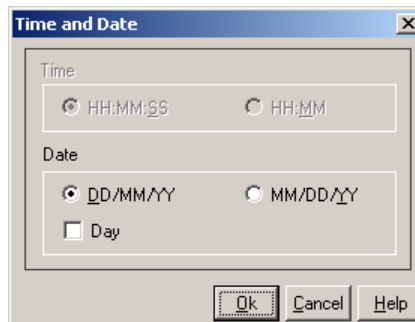 Time and Date
Time
HH:MM:SS HH:MM
Date
DD/MM/YY MM/DD/YY
Day
Ok Cancel Help